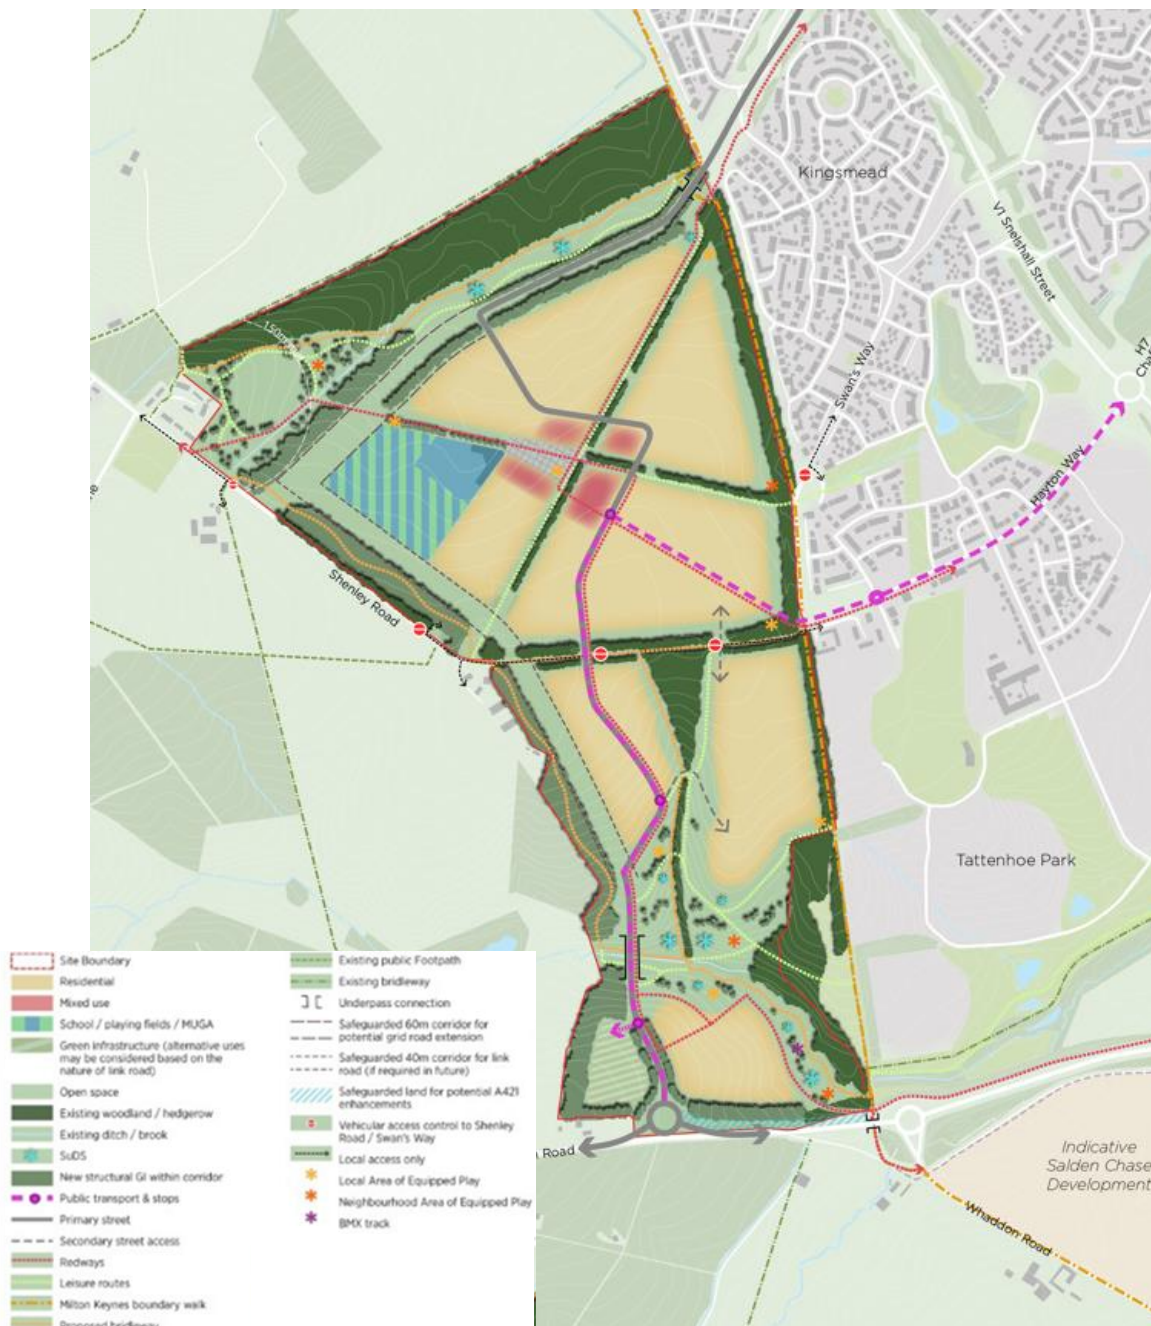 Kingsmead
V1 Snelshall Street
H7
Swan's Way
Hayton Way
150m
Shenley Road
Tattenhoe Park
Road
Indicative
Salden Chase
Development
Whaddon Road
Site Boundary
Residential
Mixed use
School / playing fields / MUGA
Green infrastructure (alternative uses
may be considered based on the
nature of link road)
Open space
Existing woodland / hedgerow
Existing ditch / brook
SuDS
New structural GI within corridor
Public transport & stops
Primary street
Secondary street access
Redways
Leisure routes
Milton Keynes boundary walk
Proposed bridleway
Existing public Footpath
Existing bridleway
Underpass connection
Safeguarded 60m corridor for
potential grid road extension
Safeguarded 40m corridor for link
road (if required in future)
Safeguarded land for potential A421
enhancements
Vehicular access control to Shenley
Road / Swan's Way
Local access only
Local Area of Equipped Play
Neighbourhood Area of Equipped Play
BMX track